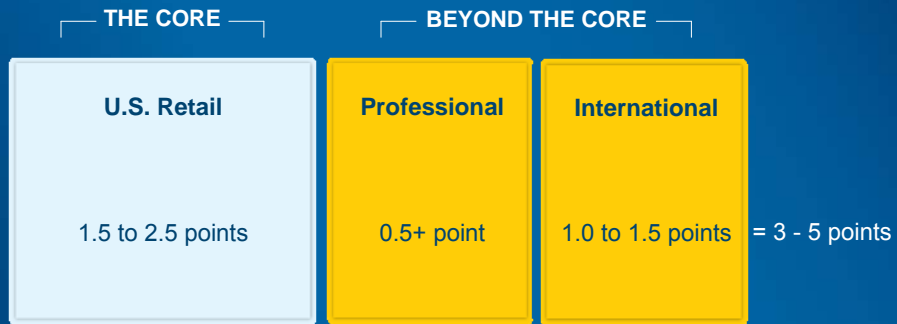 THE CORE
BEYOND THE CORE
U.S. Retail
Professional
International
1.5 to 2.5 points
0.5+ point
1.0 to 1.5 points
= 3 - 5 points